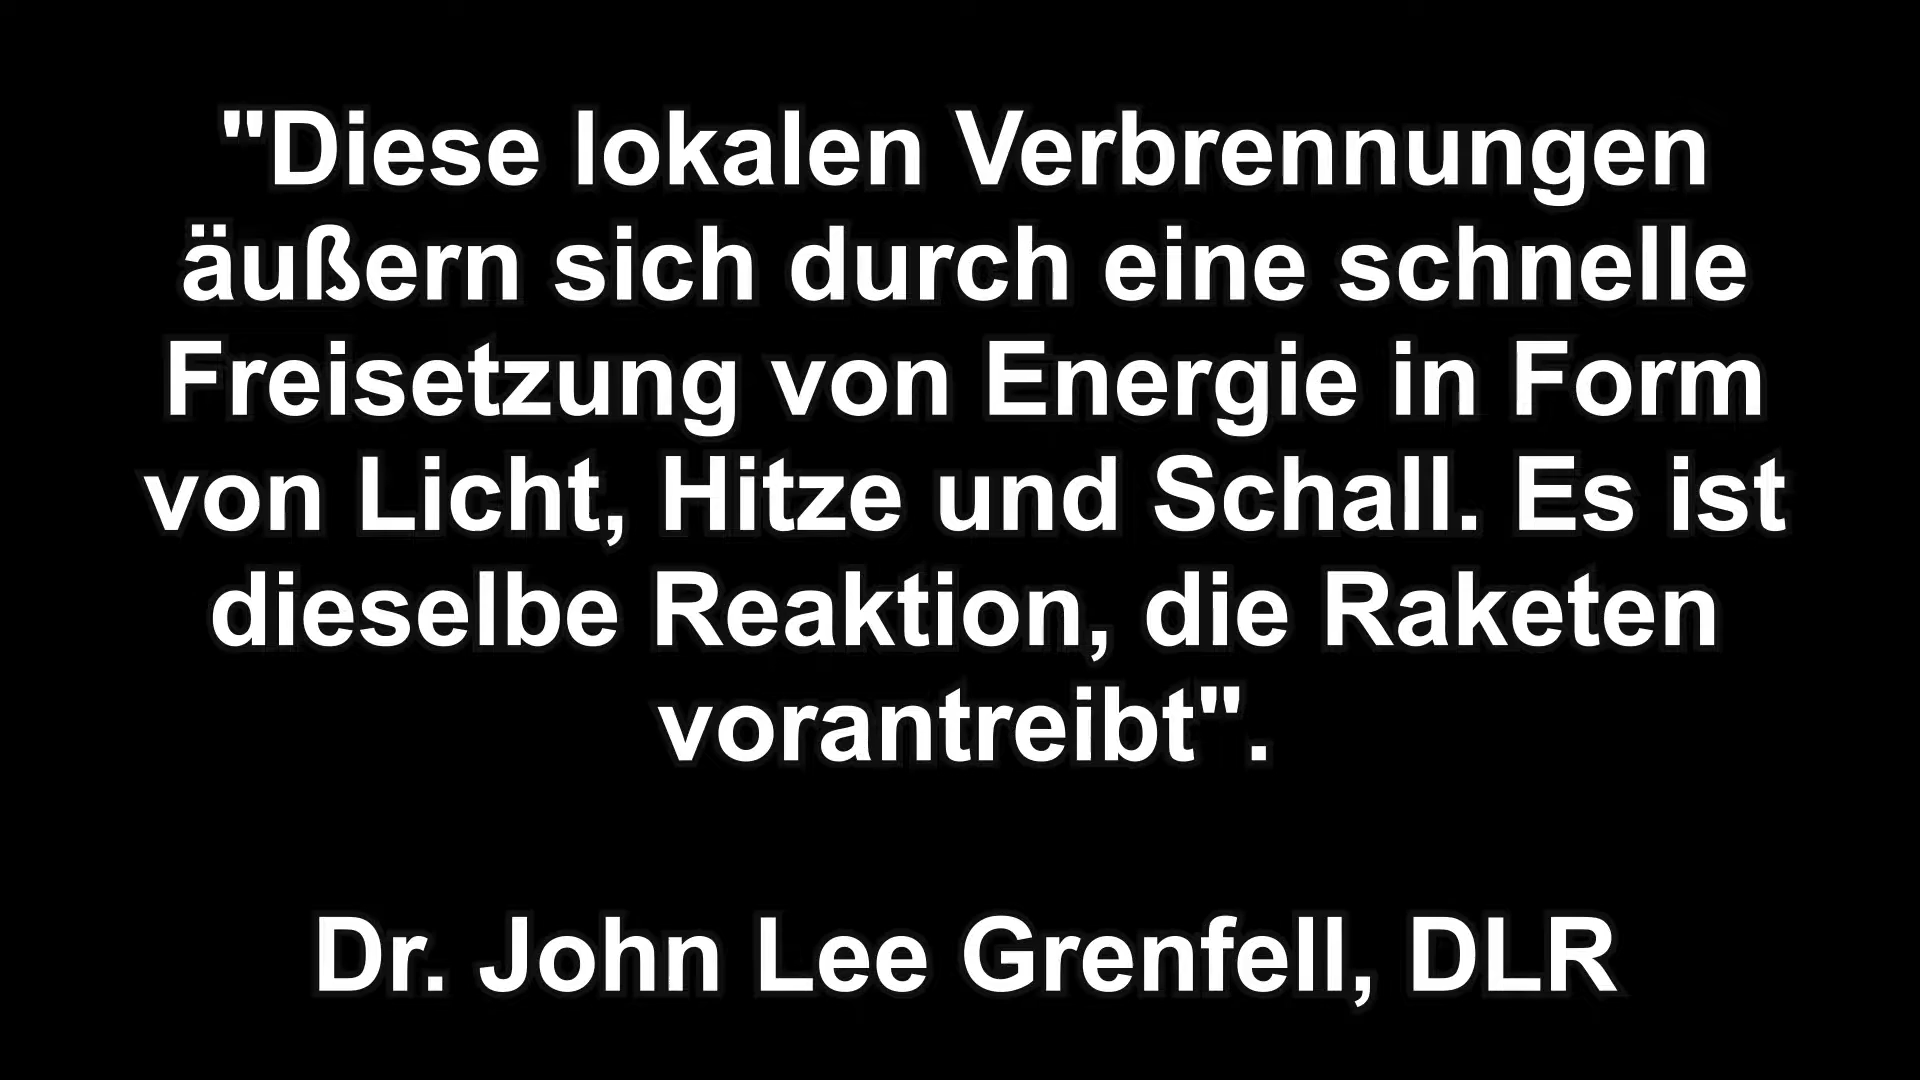 "Diese lokalen Verbrennungen
äußern sich durch eine schnelle
Freisetzung von Energie in Form
von Licht, Hitze und Schall. Es ist
dieselbe Reaktion, die Raketen
vorantreibt".
Dr. John Lee Grenfell, DLR